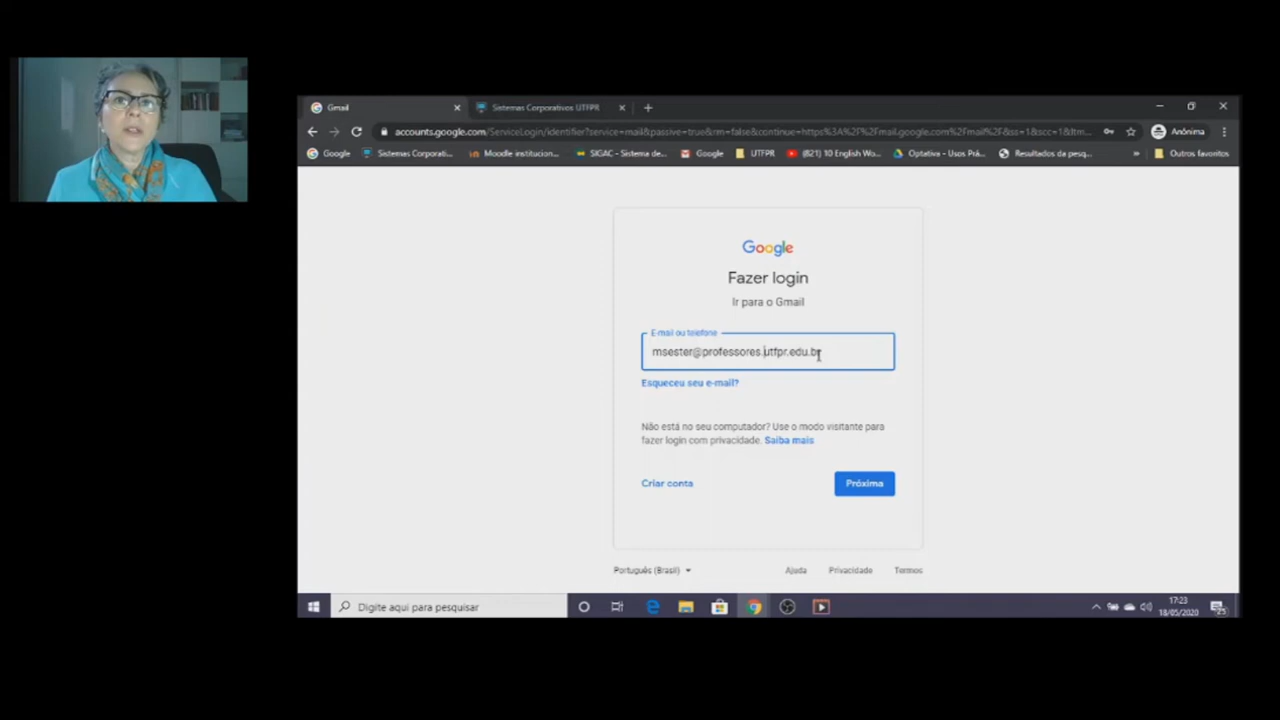 Gmail
Sistemas Corporativos UTFPR
accounts.google.com/ServiceLogin/identifier?service=mail&passive=true&rm=false&continue=https%3A%2F%2Fmail.google.com%2Fmail%2F&ss=1&scc=1&ltm...
Anônima
Google
Sistemas Corporati...
Moodle institucion...
SIGAC - Sistema de...
Google
UTFPR
(821) 10 English Wo...
Optativa - Usos Prá...
Resultados da pesq...
»
Outros favoritos
Google
Fazer login
Ir para o Gmail
E-mail ou telefone
msester@professores.utfpr.edu.br
Esqueceu seu e-mail?
Não está no seu computador? Use o modo visitante para
fazer login com privacidade. Saiba mais
Criar conta
Próxima
Português (Brasil)
Ajuda
Privacidade
Termos
Digite aqui para pesquisar
17:23
18/05/2020